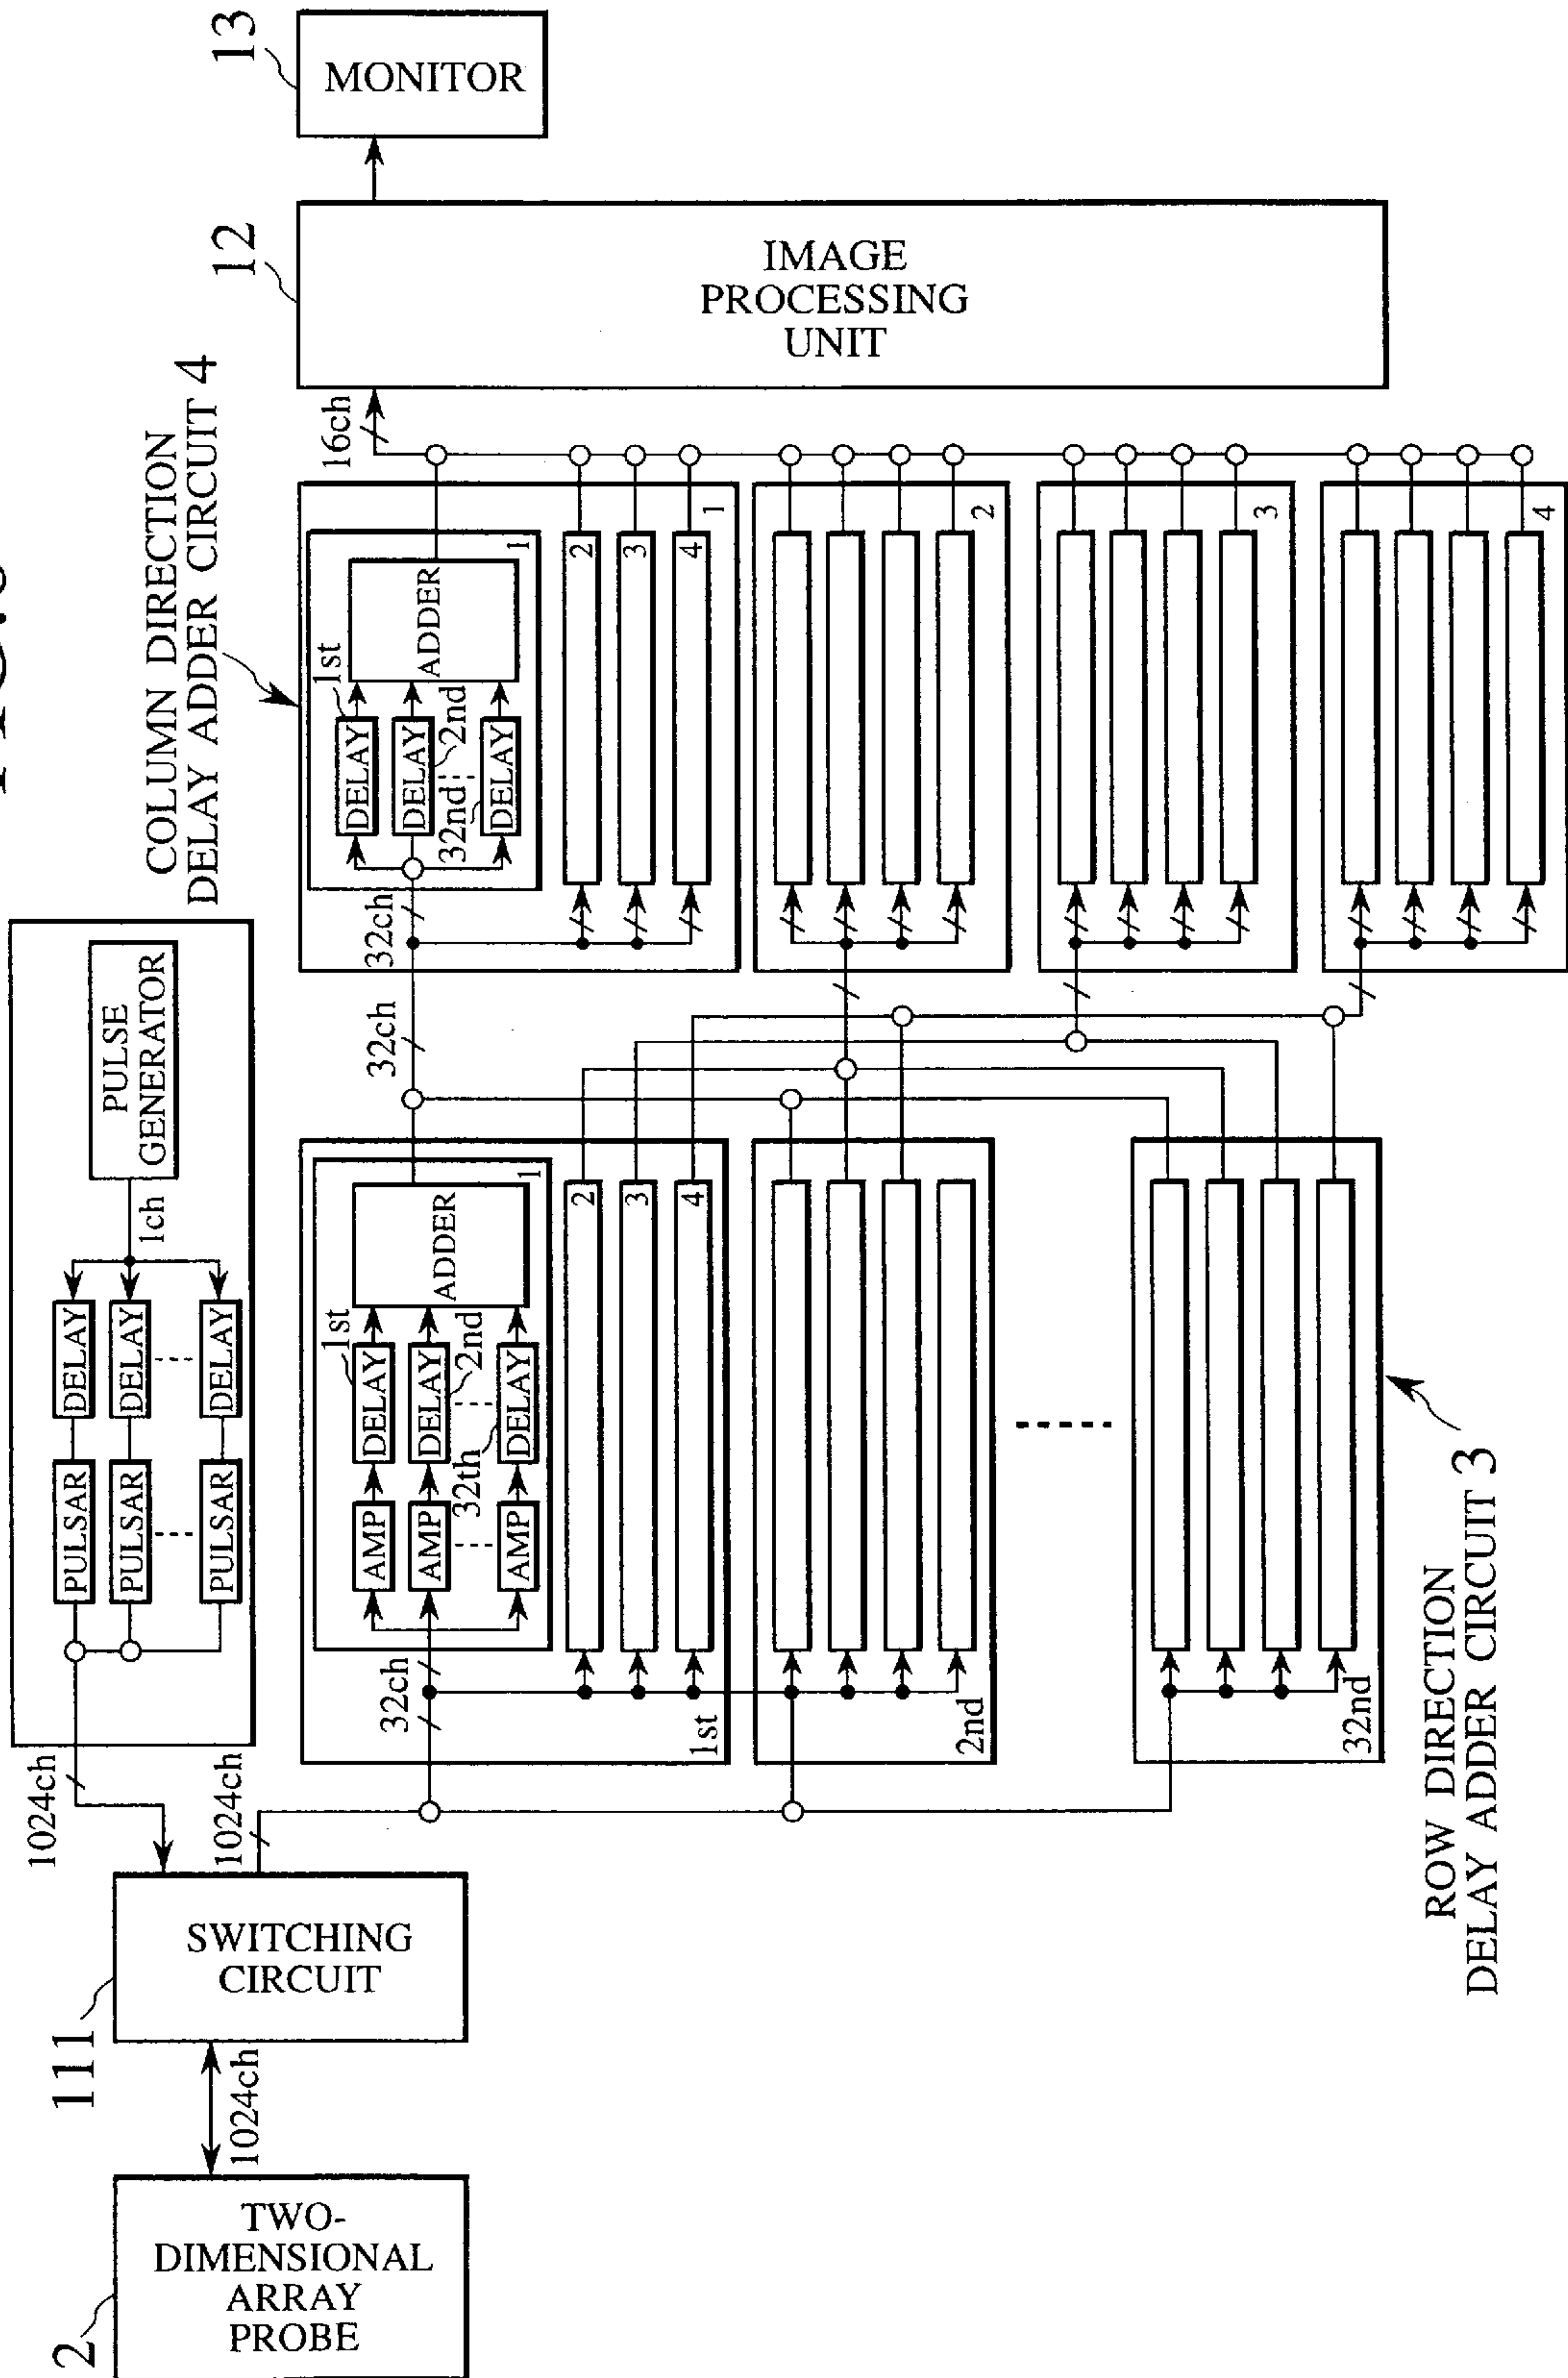 13
MONITOR
12
IMAGE
PROCESSING
UNIT
COLUMN DIRECTION
DELAY ADDER CIRCUIT 4
16ch
1st
DELAY
DELAY
2nd
32nd
DELAY
ADDER
1
2
3
4
1
2
3
4
32ch
32ch
PULSE
GENERATOR
1ch
DELAY
DELAY
DELAY
PULSAR
PULSAR
PULSAR
1024ch
1st
AMP
DELAY
AMP
DELAY
2nd
32th
AMP
DELAY
ADDER
1
2
3
4
32ch
1st
2nd
32nd
ROW DIRECTION
DELAY ADDER CIRCUIT 3
1024ch
111
SWITCHING
CIRCUIT
1024ch
2
TWO-
DIMENSIONAL
ARRAY
PROBE